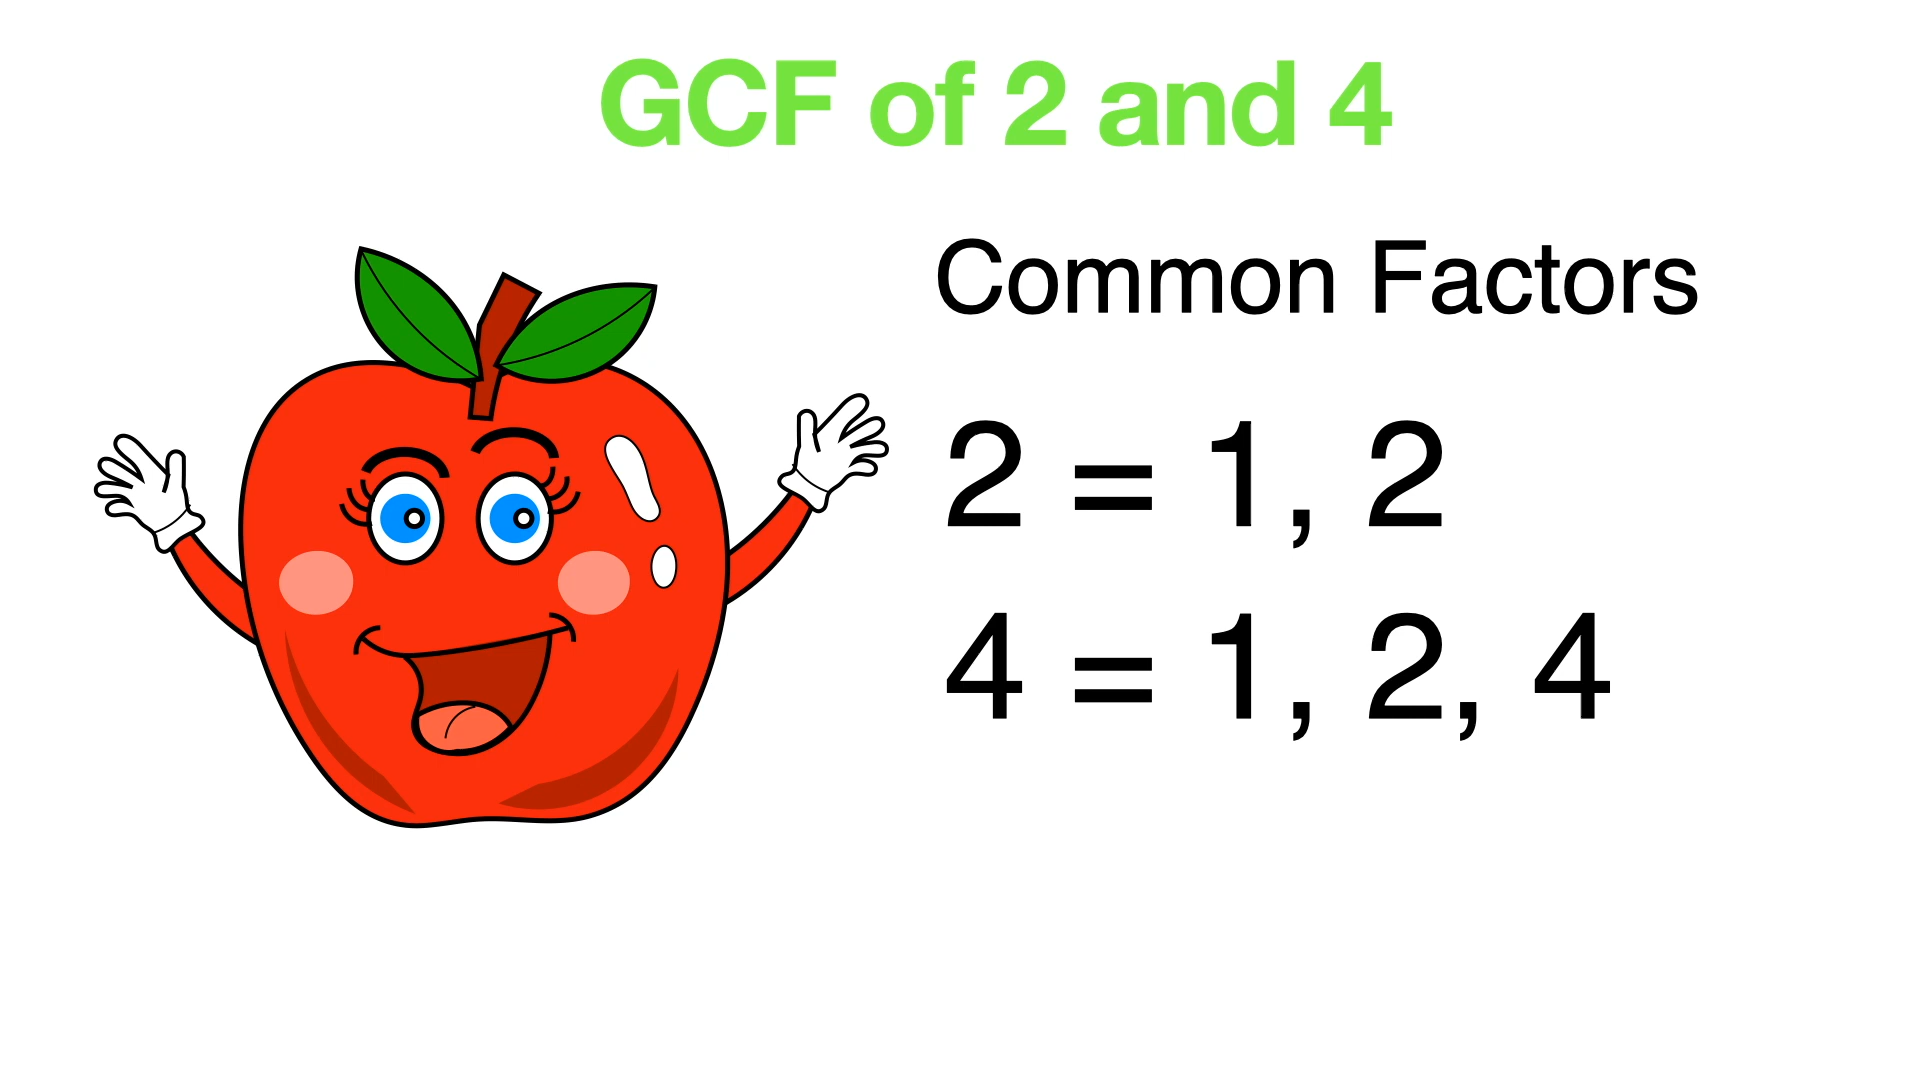 GCF of 2 and 4
Common Factors
2 = 1, 2
4 = 1, 2, 4